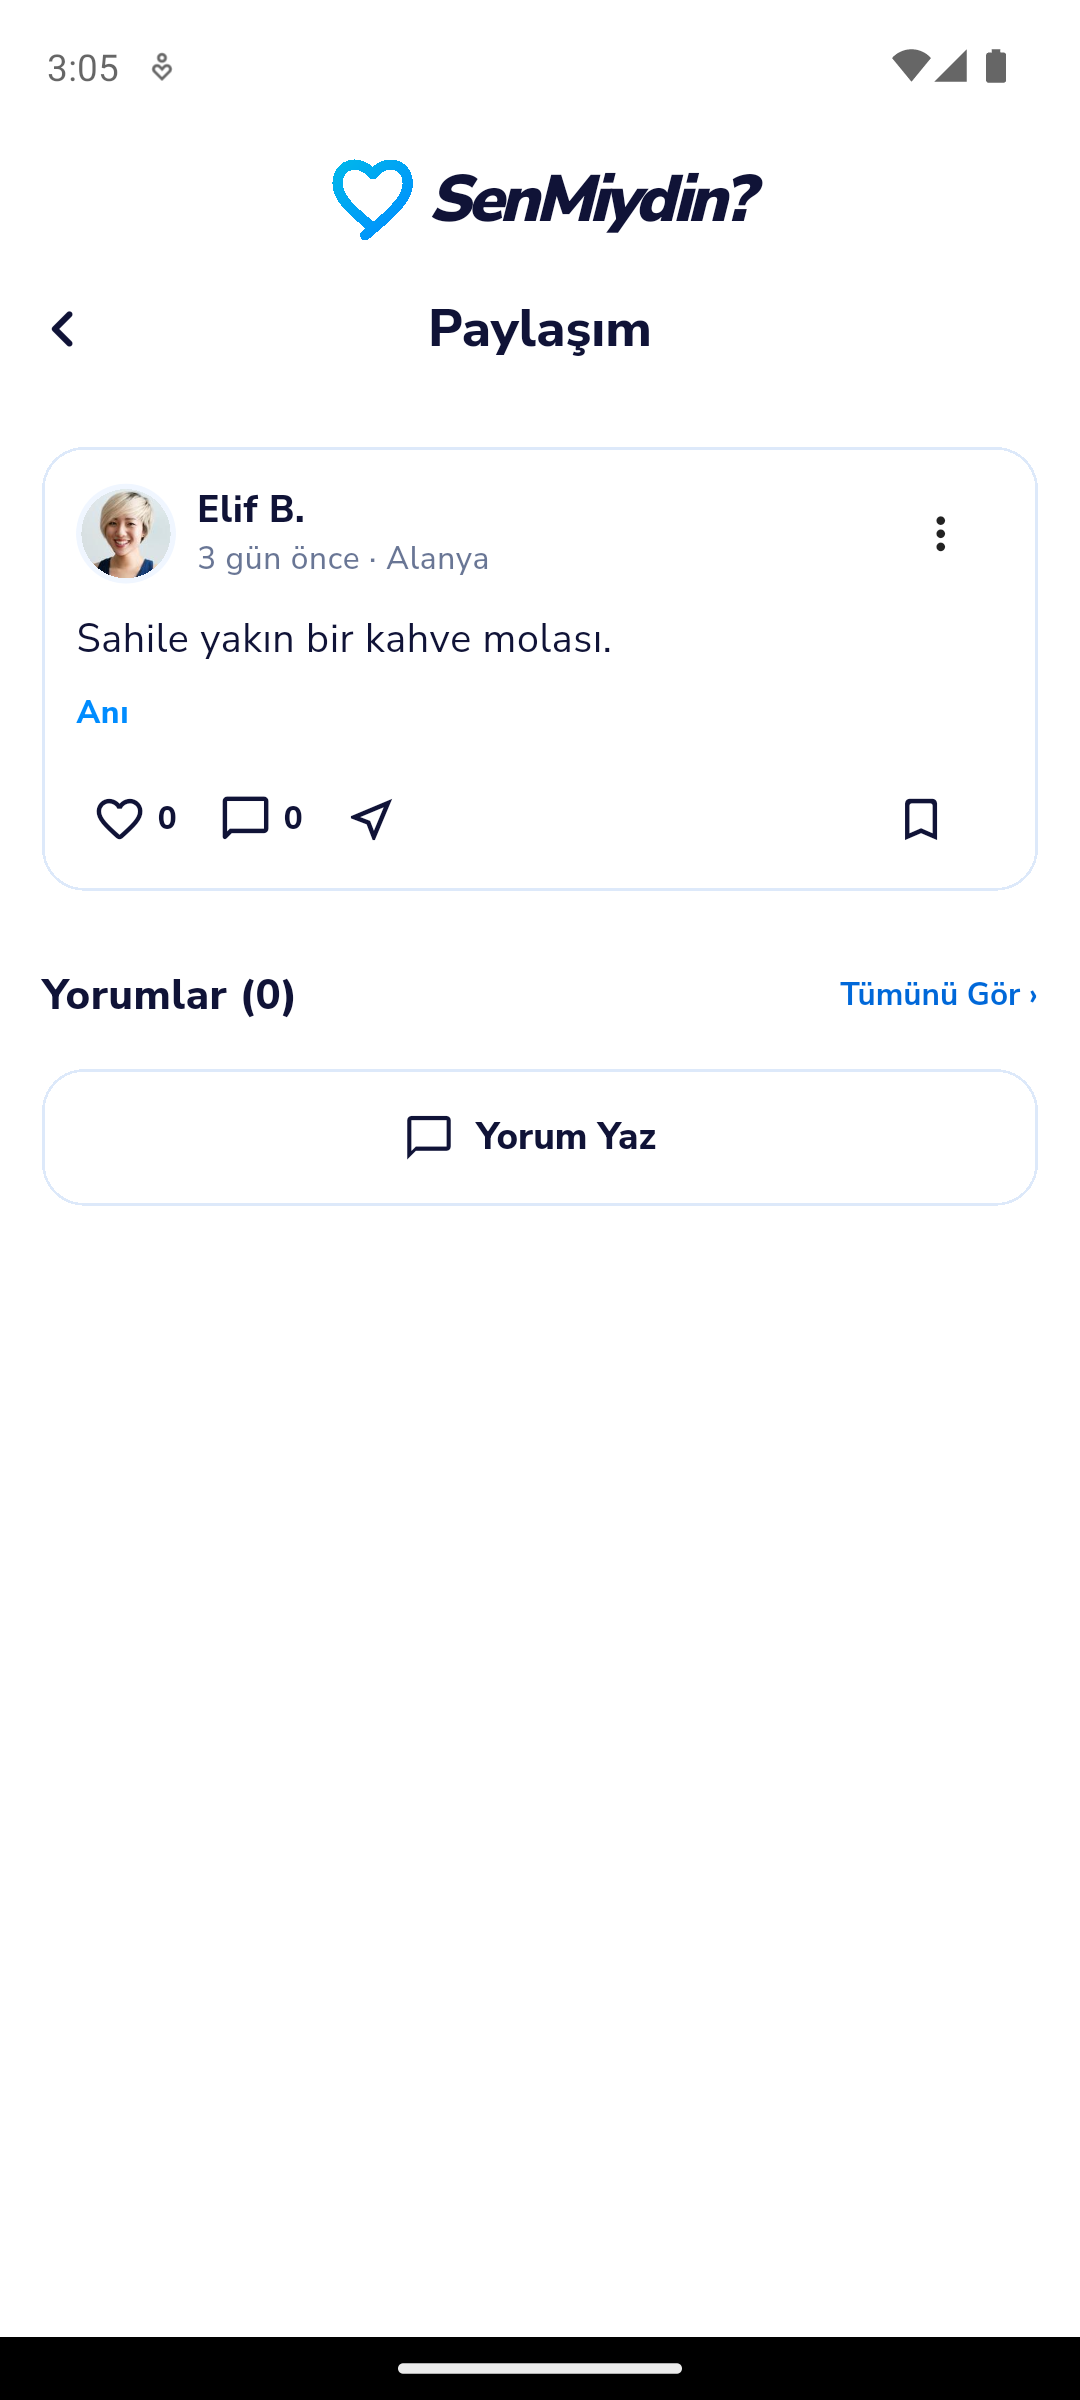 3:05
SenMiydin?
Paylaşım
Elif B.
3 gün önce · Alanya
Sahile yakın bir kahve molası.
Anı
0 0
Yorumlar (0) Tümünü Gör ›
Yorum Yaz